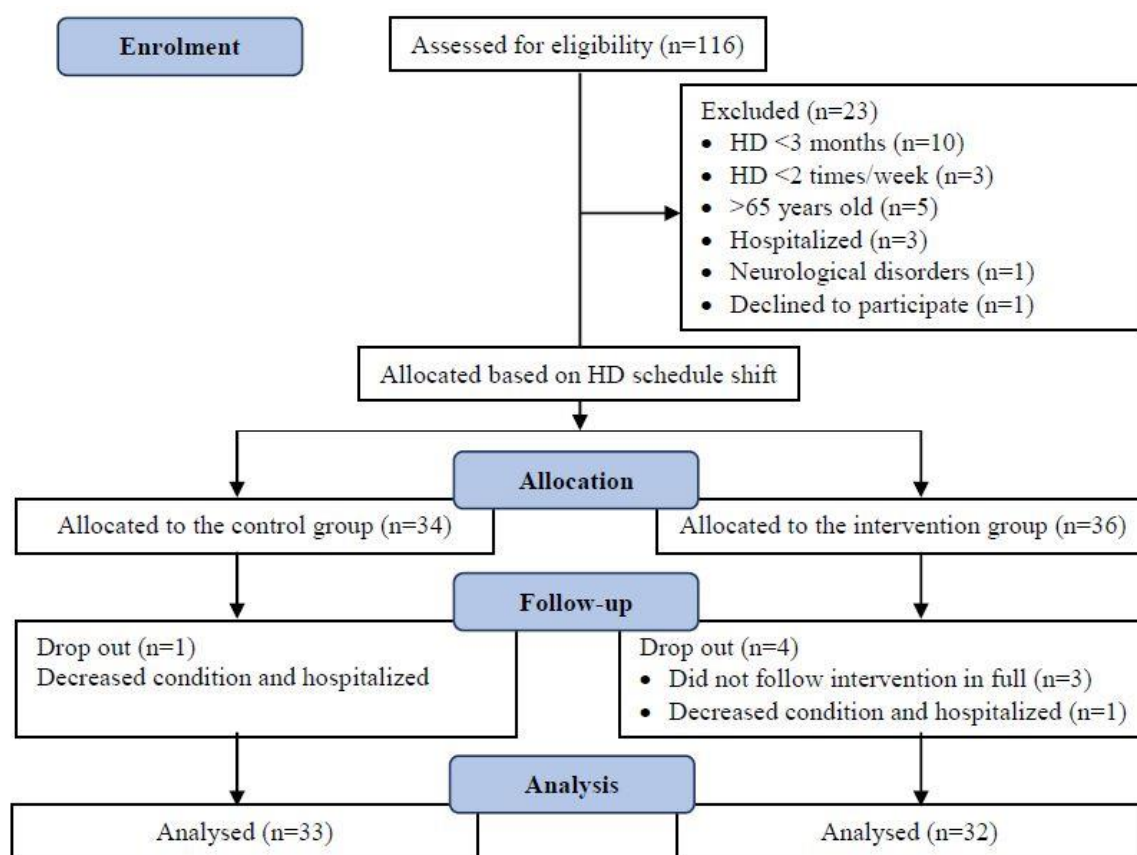 Enrolment
Assessed for eligibility (n=116)
Excluded (n=23)
• HD <3 months (n=10)
• HD <2 times/week (n=3)
• >65 years old (n=5)
• Hospitalized (n=3)
• Neurological disorders (n=1)
• Declined to participate (n=1)
Allocated based on HD schedule shift
Allocation
Allocated to the control group (n=34)
Allocated to the intervention group (n=36)
Follow-up
Drop out (n=1)
Decreased condition and hospitalized
Drop out (n=4)
• Did not follow intervention in full (n=3)
• Decreased condition and hospitalized (n=1)
Analysis
Analysed (n=33)
Analysed (n=32)